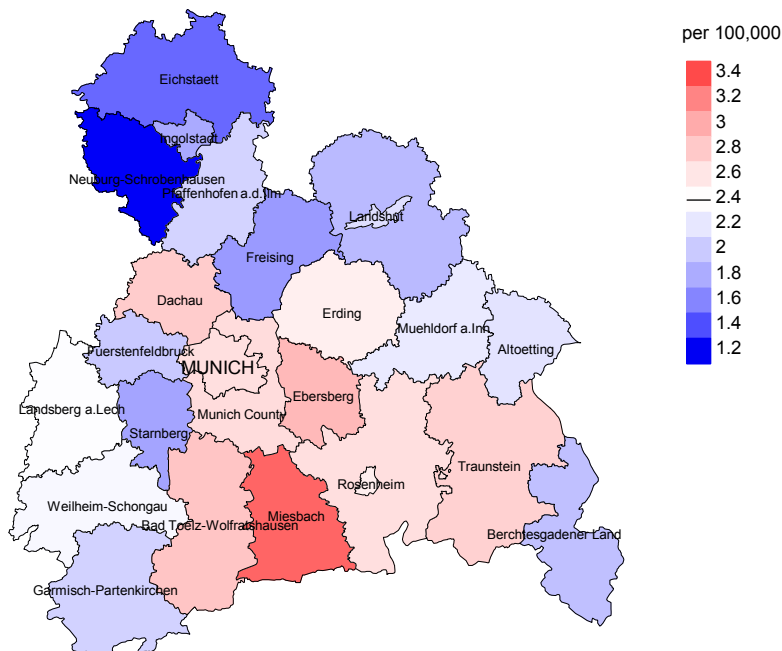 per 100,000
3.4
3.2
3
2.8
2.6
2.4
2.2
2
1.8
1.6
1.4
1.2
Eichstaett
Ingolstadt
Neuburg-Schrobenhausen
Pfaffenhofen a.d.Ilm
Landshut
Freising
Dachau
Erding
Muehldorf a.Inn
Altoetting
Fuerstenfeldbruck
MUNICH
Ebersberg
Landsberg a.Lech
Munich County
Starnberg
Traunstein
Rosenheim
Weilheim-Schongau
Miesbach
Bad Toelz-Wolfratshausen
Berchtesgadener Land
Garmisch-Partenkirchen